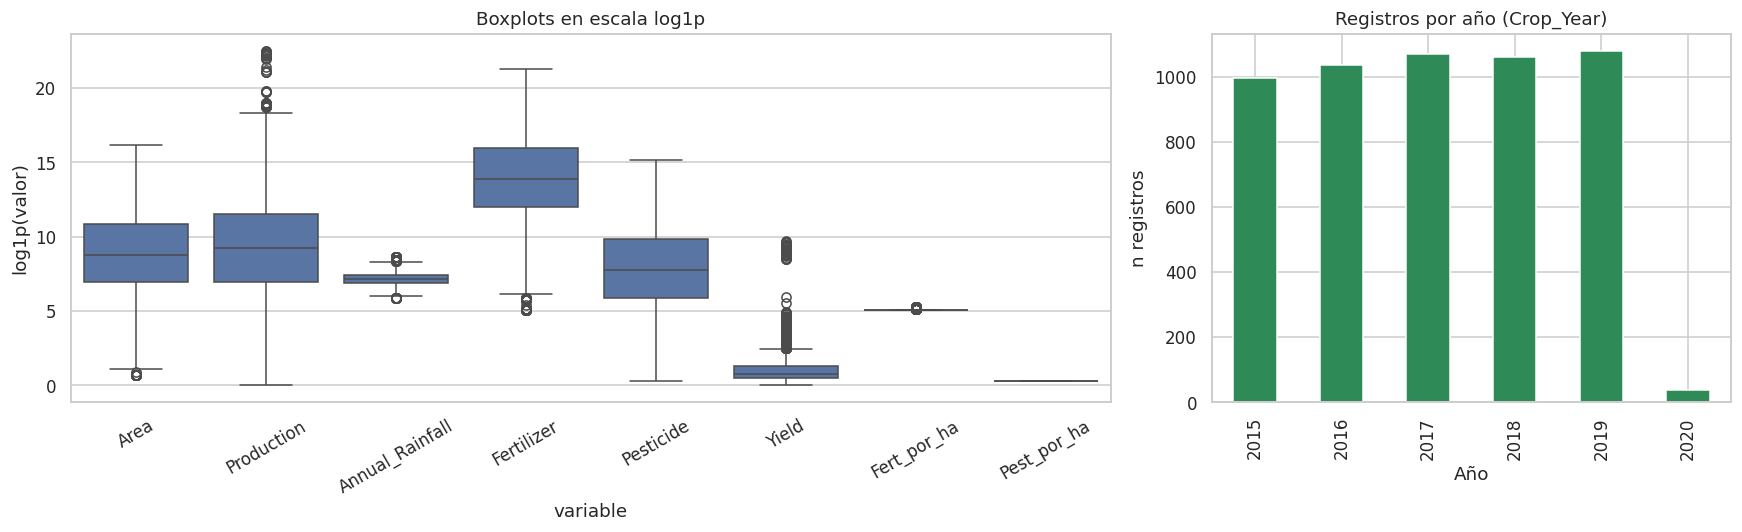 Boxplots en escala log1p
log1p(valor)
20
15
10
5
0
Area
Production
Annual_Rainfall
Fertilizer
Pesticide
Yield
Fert_por_ha
Pest_por_ha
variable
Registros por año (Crop_Year)
n registros
1000
800
600
400
200
0
2015
2016
2017
2018
2019
2020
Año